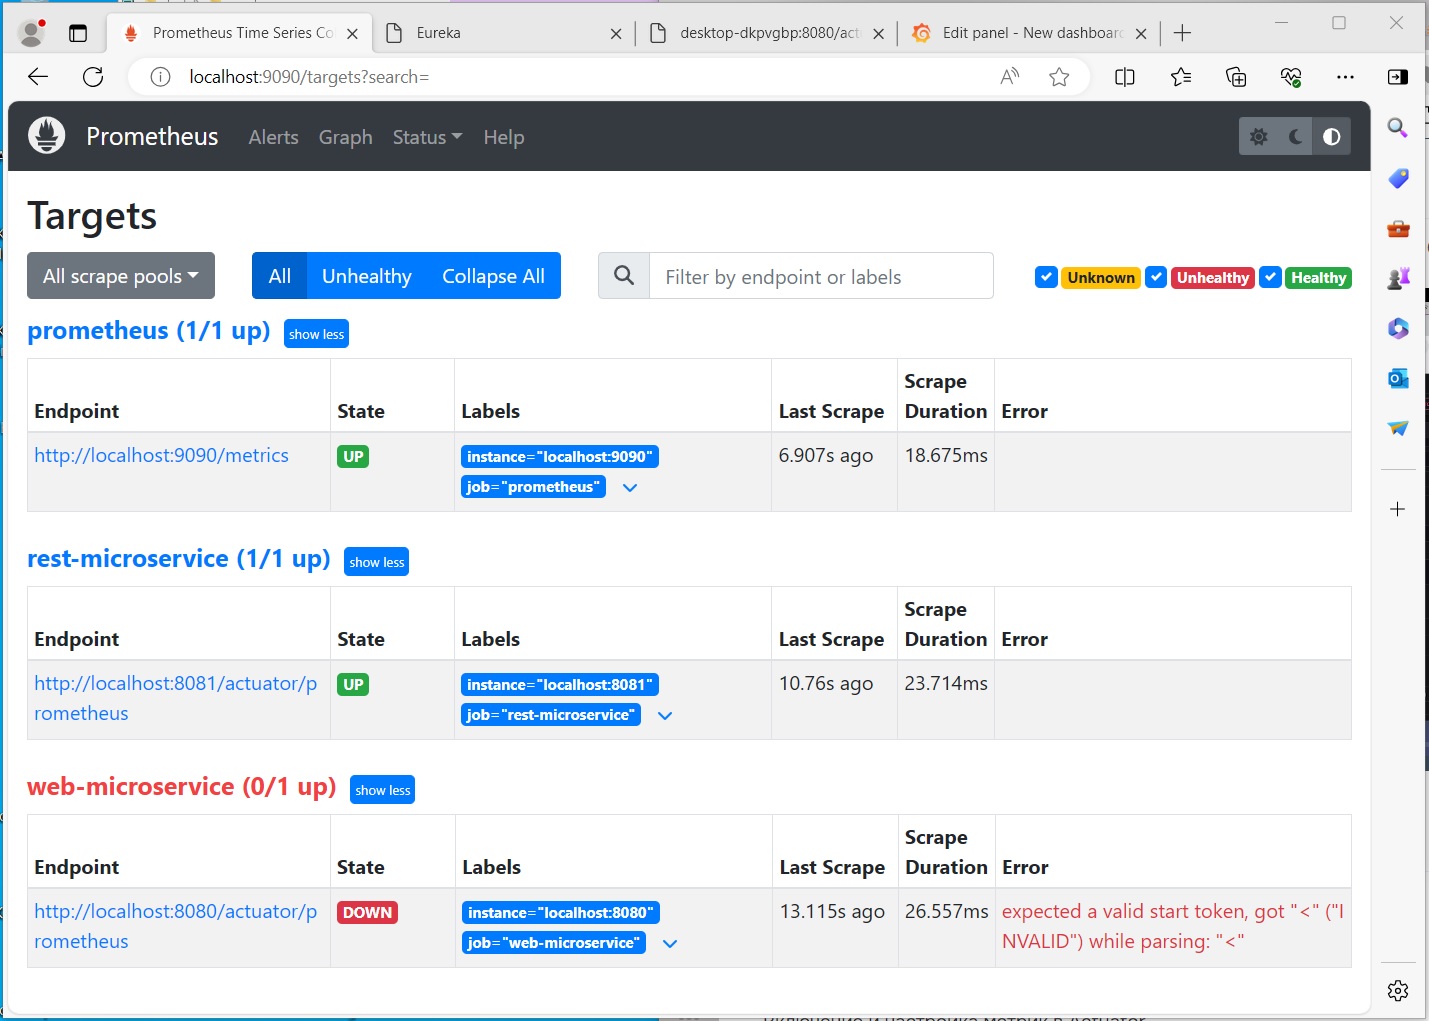 Prometheus Time Series Co
Eureka
desktop-dkpvgbp:8080/act
Edit panel - New dashboard
localhost:9090/targets?search=
Prometheus
Alerts
Graph
Status
Help
Targets
All scrape pools
All
Unhealthy
Collapse All
Filter by endpoint or labels
Unknown
Unhealthy
Healthy
prometheus (1/1 up)
show less
Endpoint
State
Labels
Last Scrape
Scrape
Duration
Error
http://localhost:9090/metrics
UP
instance="localhost:9090"
job="prometheus"
6.907s ago
18.675ms
rest-microservice (1/1 up)
show less
Endpoint
State
Labels
Last Scrape
Scrape
Duration
Error
http://localhost:8081/actuator/p
rometheus
UP
instance="localhost:8081"
job="rest-microservice"
10.76s ago
23.714ms
web-microservice (0/1 up)
show less
Endpoint
State
Labels
Last Scrape
Scrape
Duration
Error
http://localhost:8080/actuator/p
rometheus
DOWN
instance="localhost:8080"
job="web-microservice"
13.115s ago
26.557ms
expected a valid start token, got "<" ("I
NVALID") while parsing: "<"
Включение и настройка метрик в Actuator